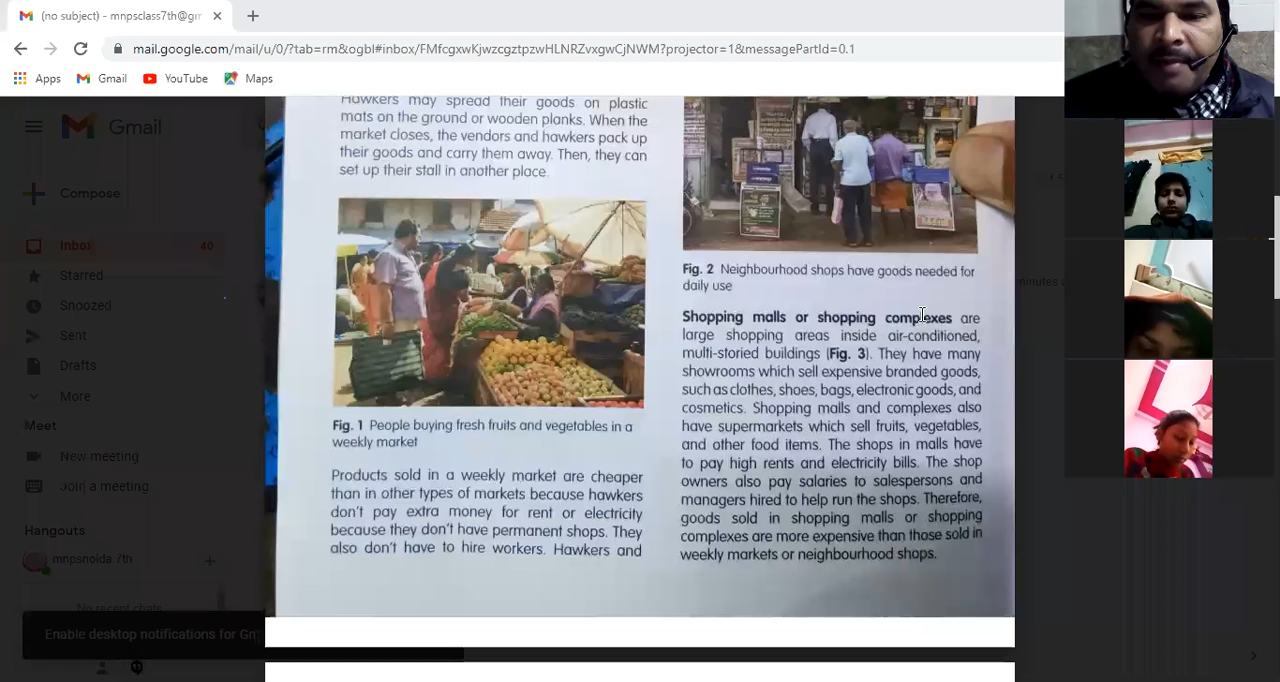 (no subject) - mnpsclass7th@gm
mail.google.com/mail/u/0/?tab=rm&ogbl#inbox/FMfcgxwKjwzcgztpzwHLNRZvxgwCjNWM?projector=1&messagePartId=0.1
Apps Gmail YouTube Maps
Gmail
Compose
Inbox 40
Starred
Snoozed
Sent
Drafts
More
Meet
New meeting
Join a meeting
Hangouts
mnpsnoida 7th
No recent chats
Enable desktop notifications for Gm
Hawkers may spread their goods on plastic
mats on the ground or wooden planks. When the
market closes, the vendors and hawkers pack up
their goods and carry them away. Then, they can
set up their stall in another place.
Fig. 1 People buying fresh fruits and vegetables in a
weekly market
Products sold in a weekly market are cheaper
than in other types of markets because hawkers
don't pay extra money for rent or electricity
because they don't have permanent shops. They
also don't have to hire workers. Hawkers and
Fig. 2 Neighbourhood shops have goods needed for
daily use
Shopping malls or shopping complexes are
large shopping areas inside air-conditioned,
multi-storied buildings (Fig. 3). They have many
showrooms which sell expensive branded goods,
such as clothes, shoes, bags, electronic goods, and
cosmetics. Shopping malls and complexes also
have supermarkets which sell fruits, vegetables,
and other food items. The shops in malls have
to pay high rents and electricity bills. The shop
owners also pay salaries to salespersons and
managers hired to help run the shops. Therefore,
goods sold in shopping malls or shopping
complexes are more expensive than those sold in
weekly markets or neighbourhood shops.
minutes